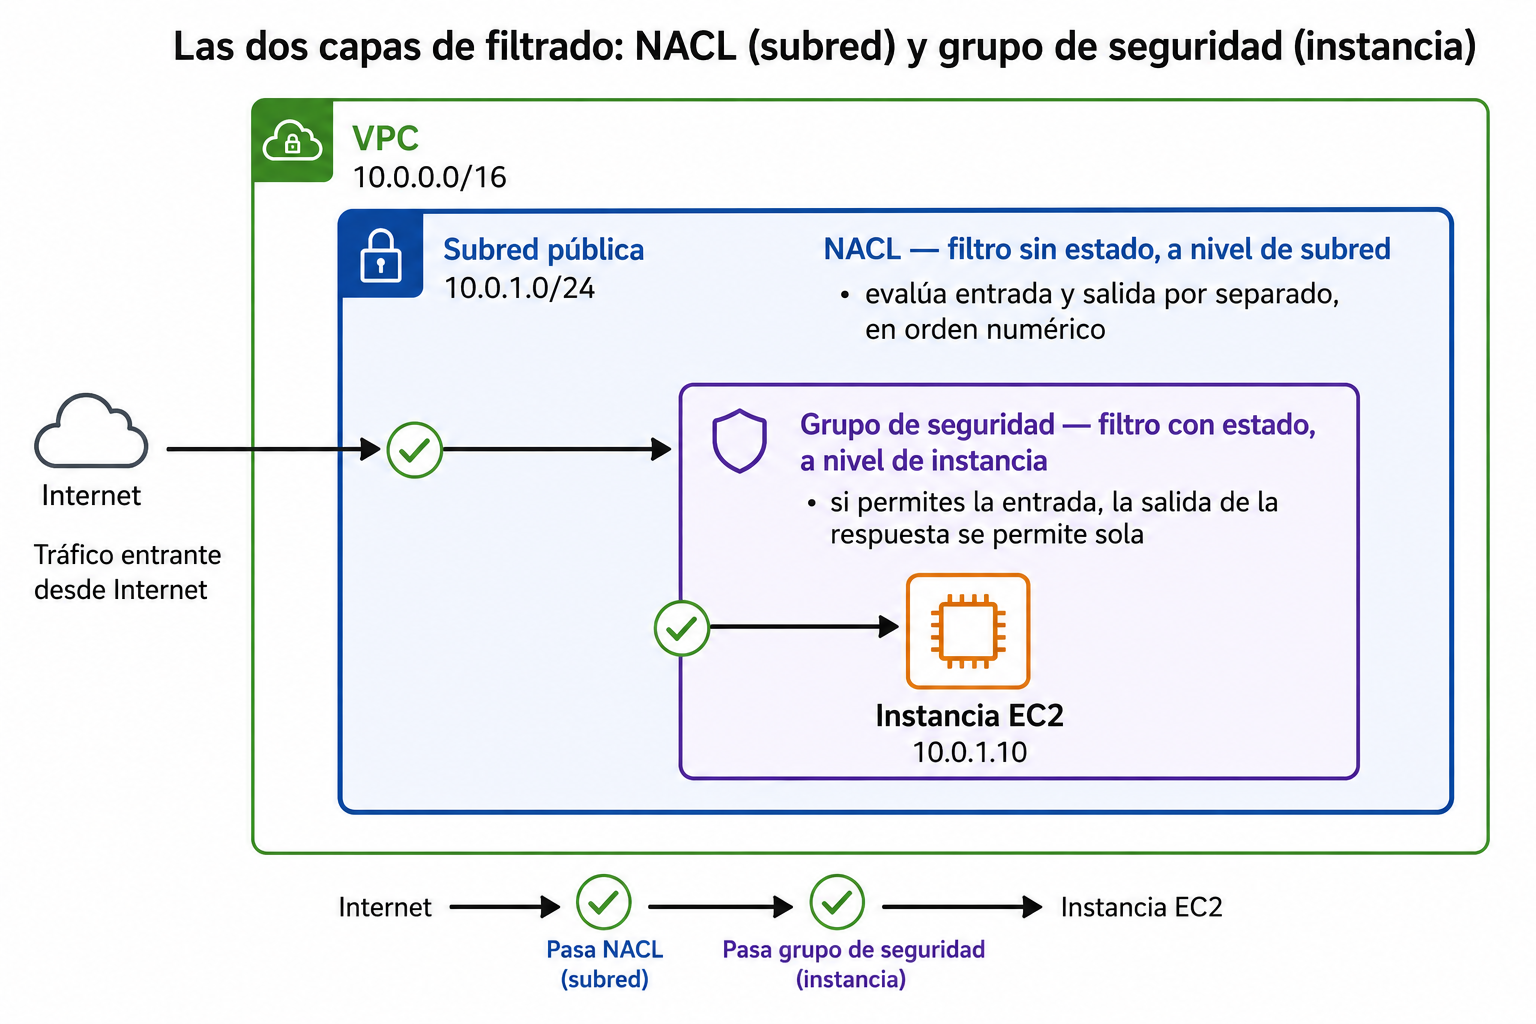 Las dos capas de filtrado: NACL (subred) y grupo de seguridad (instancia)
VPC
10.0.0.0/16
Subred pública
10.0.1.0/24
NACL — filtro sin estado, a nivel de subred
• evalúa entrada y salida por separado,
en orden numérico
Internet
Tráfico entrante
desde Internet
Grupo de seguridad — filtro con estado,
a nivel de instancia
• si permites la entrada, la salida de la
respuesta se permite sola
Instancia EC2
10.0.1.10
Internet
Pasa NACL
(subred)
Pasa grupo de seguridad
(instancia)
Instancia EC2